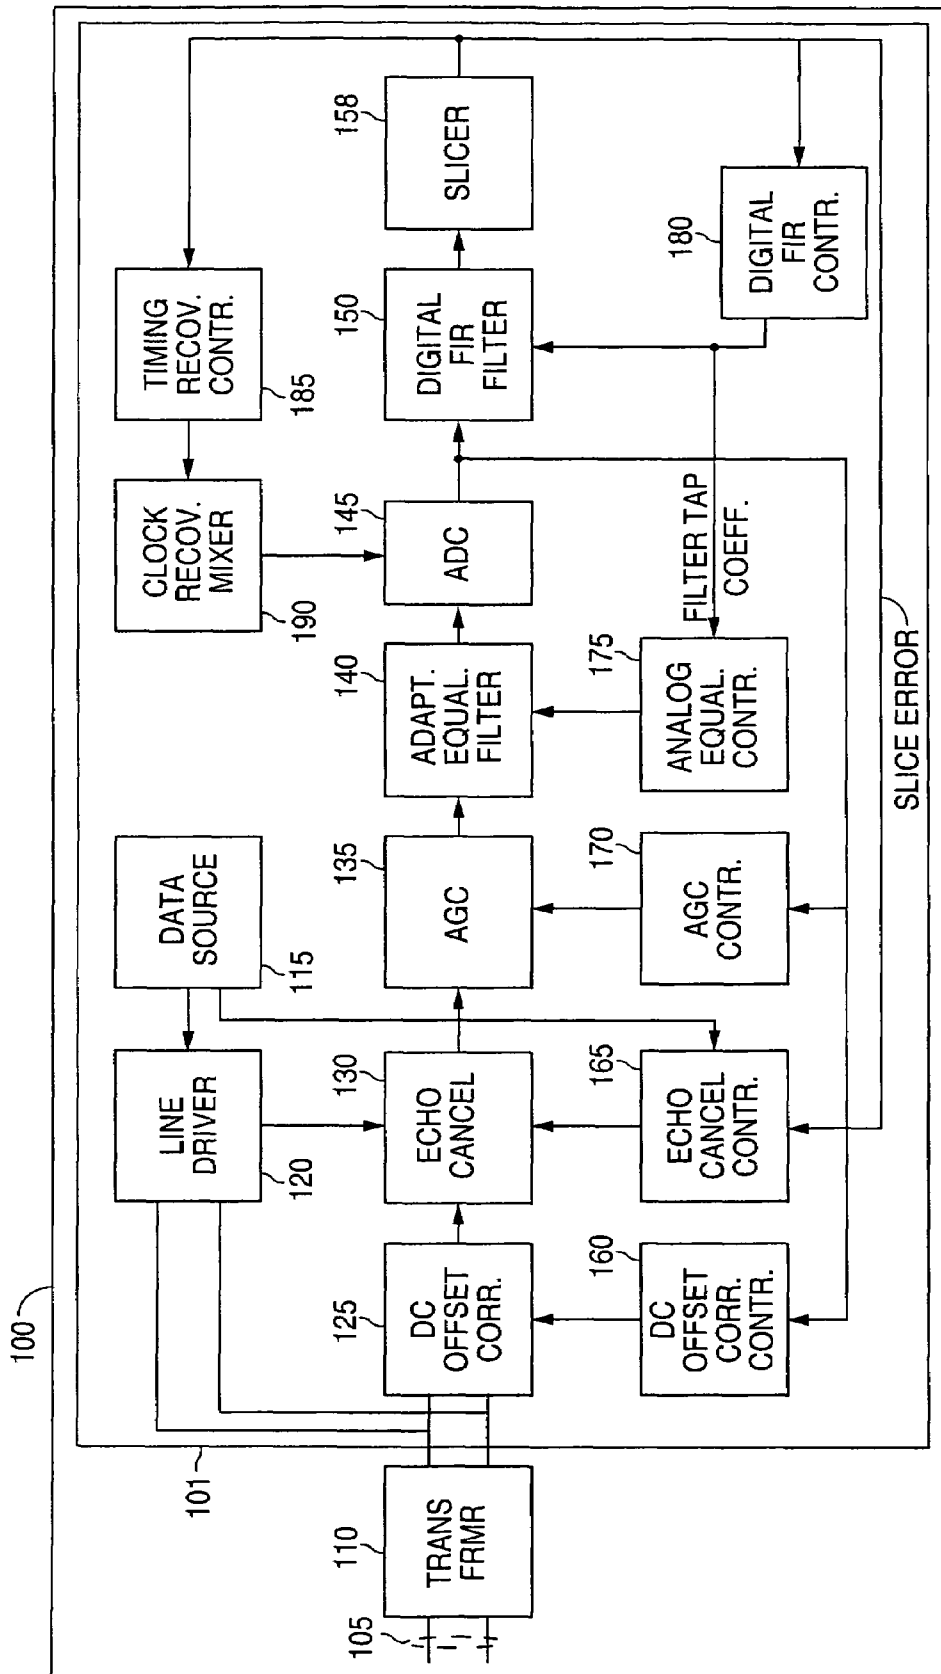 100
101
105
TRANS
FRMR
110
LINE
DRIVER
120
DATA
SOURCE
115
CLOCK
RECOV.
MIXER
190
TIMING
RECOV.
CONTR.
185
125
DC
OFFSET
CORR.
130
ECHO
CANCEL
135
AGC
140
ADAPT.
EQUAL.
FILTER
145
ADC
150
DIGITAL
FIR
FILTER
158
SLICER
160
DC
OFFSET
CORR.
CONTR.
165
ECHO
CANCEL
CONTR.
170
AGC
CONTR.
175
ANALOG
EQUAL.
CONTR.
FILTER TAP
COEFF.
180
DIGITAL
FIR
CONTR.
SLICE ERROR